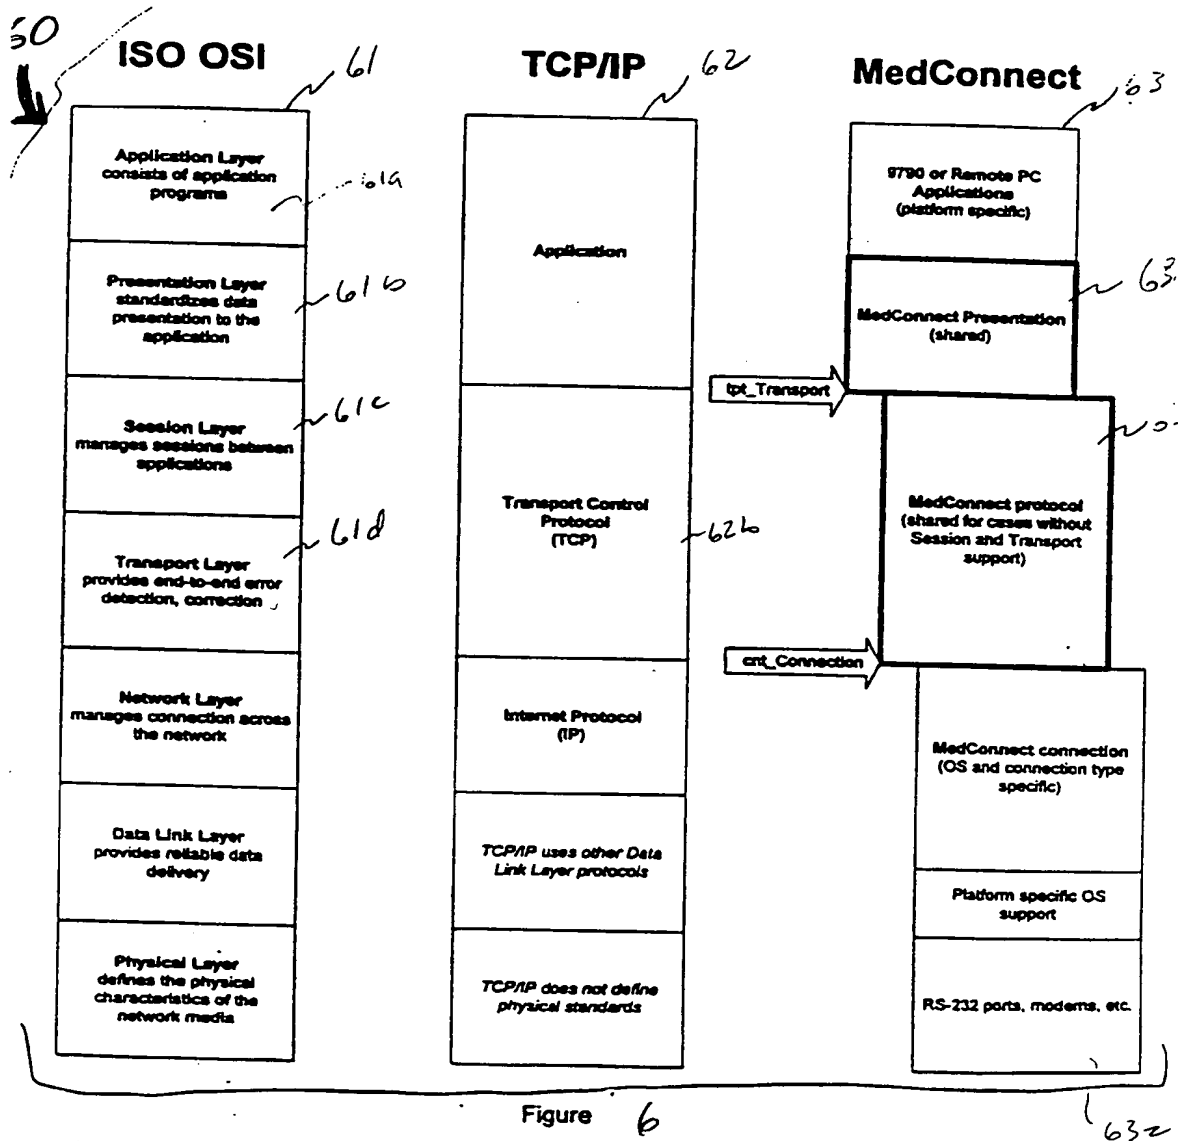 ISO OSI
61
Application Layer
consists of application
programs
61a
Presentation Layer
standardizes data
presentation to the
application
61b
Session Layer
manages sessions between
applications
61c
Transport Layer
provides end-to-end error
detection, correction
61d
Network Layer
manages connection across
the network
Data Link Layer
provides reliable data
delivery
Physical Layer
defines the physical
characteristics of the
network media
TCP/IP
62
Application
Transport Control
Protocol
(TCP)
62b
Internet Protocol
(IP)
TCP/IP uses other Data
Link Layer protocols
TCP/IP does not define
physical standards
MedConnect
63
9790 or Remote PC
Applications
(platform specific)
MedConnect Presentation
(shared)
63
tpt_Transport
MedConnect protocol
(shared for cases without
Session and Transport
support)
cnt_Connection
MedConnect connection
(OS and connection type
specific)
Platform specific OS
support
RS-232 ports, modems, etc.
Figure 6